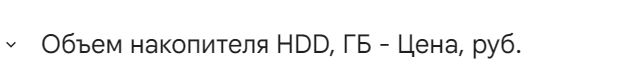 Объем накопителя HDD, ГБ - Цена, руб.